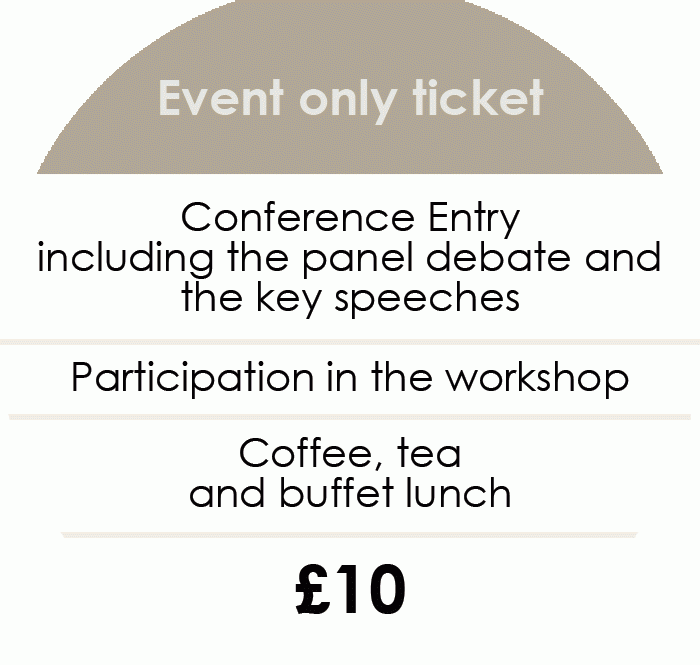 Event only ticket
Conference Entry
including the panel debate and
the key speeches
Participation in the workshop
Coffee, tea
and buffet lunch
£10